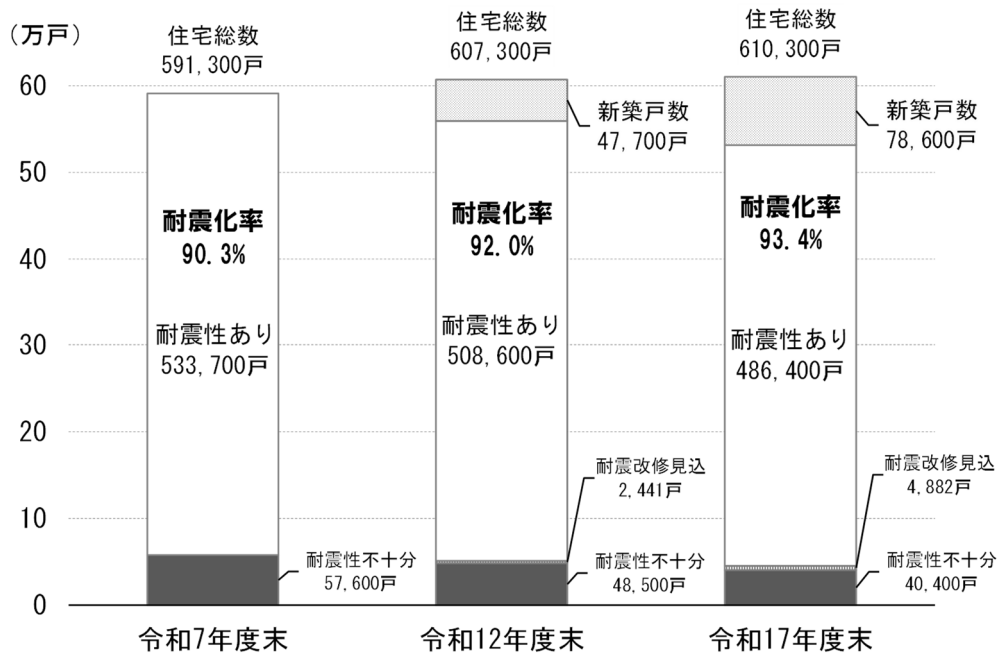 （万戸）
住宅総数
591,300戸
住宅総数
607,300戸
住宅総数
610,300戸
60
50
40
30
20
10
0
耐震化率
90.3%
耐震性あり
533,700戸
耐震性不十分
57,600戸
新築戸数
47,700戸
耐震化率
92.0%
耐震性あり
508,600戸
耐震改修見込
2,441戸
耐震性不十分
48,500戸
新築戸数
78,600戸
耐震化率
93.4%
耐震性あり
486,400戸
耐震改修見込
4,882戸
耐震性不十分
40,400戸
令和7年度末
令和12年度末
令和17年度末